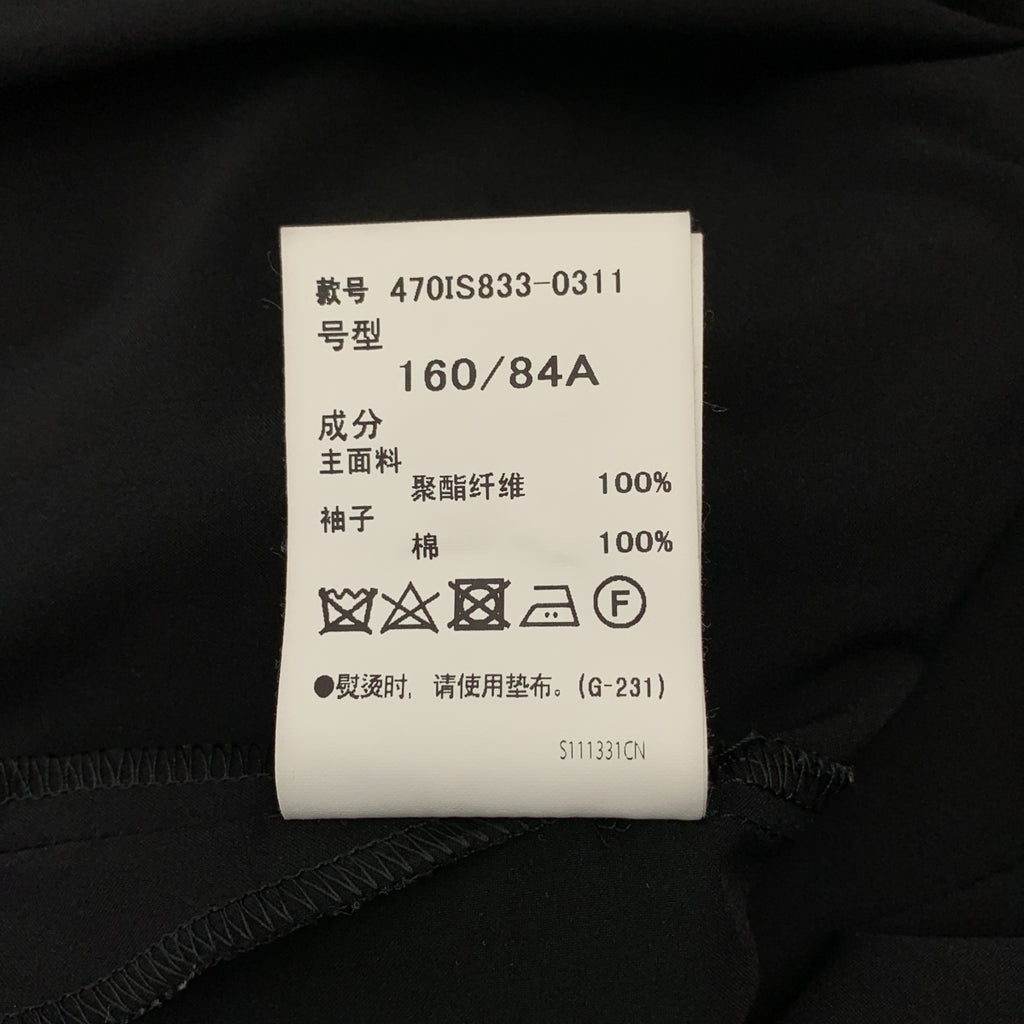 款号 470IS833-0311
号型
160/84A
成分
主面料
聚酯纤维 100%
袖子
棉 100%
F
●熨烫时, 请使用垫布。(G-231)
S111331CN